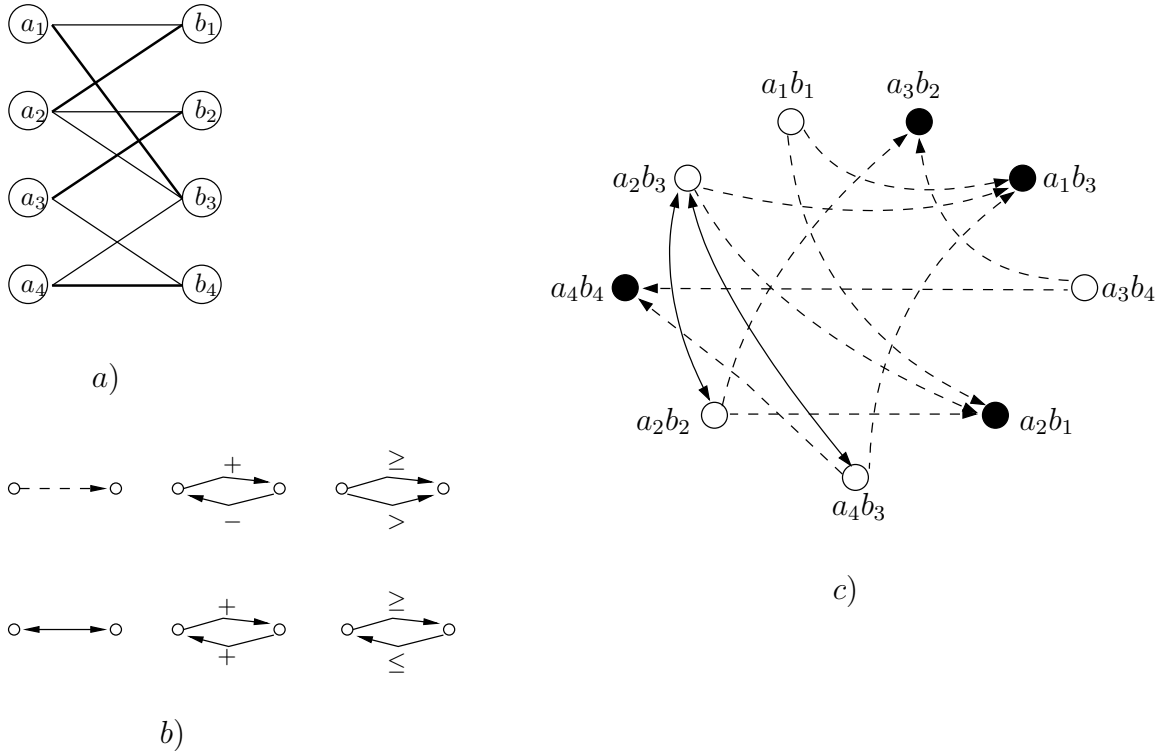 a₁ b₁
a₂ b₂
a₃ b₃
a₄ b₄
a)
+ ≥
− >
+ ≥
+ ≤
b)
a₁b₁ a₃b₂
a₂b₃ a₁b₃
a₄b₄ a₃b₄
a₂b₂ a₂b₁
a₄b₃
c)